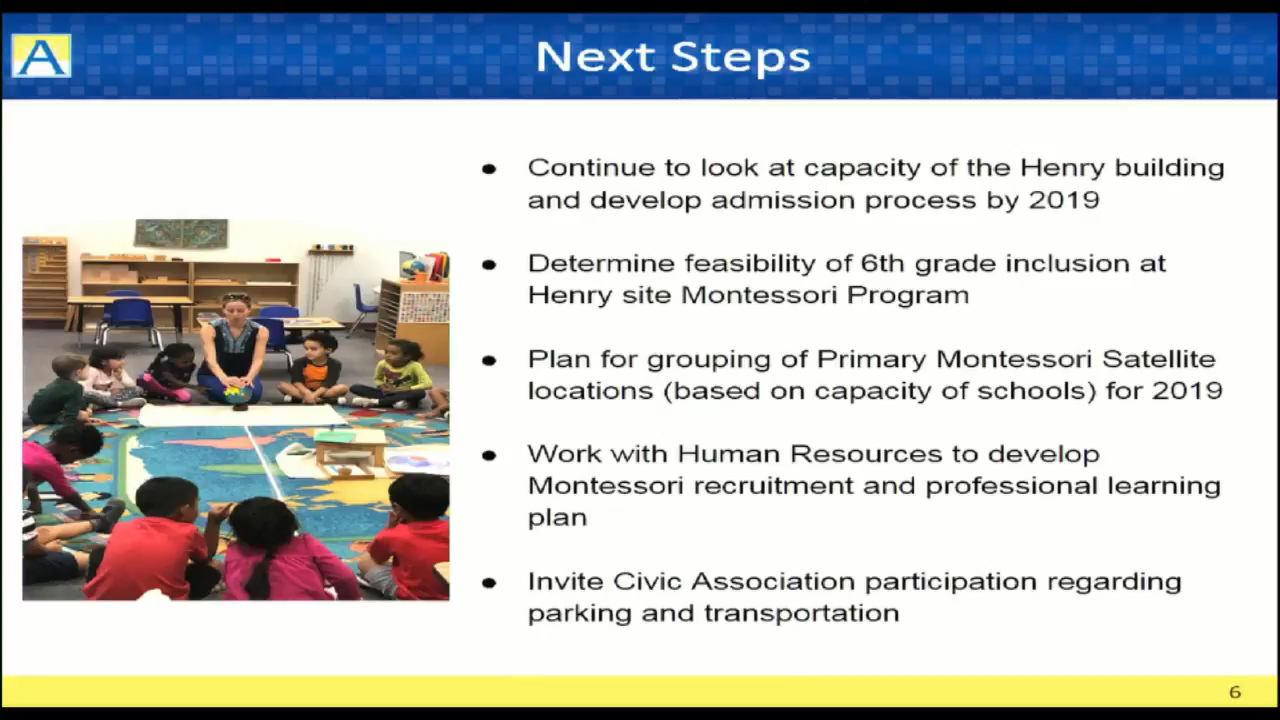 A
Next Steps
● Continue to look at capacity of the Henry building
and develop admission process by 2019
● Determine feasibility of 6th grade inclusion at
Henry site Montessori Program
● Plan for grouping of Primary Montessori Satellite
locations (based on capacity of schools) for 2019
● Work with Human Resources to develop
Montessori recruitment and professional learning
plan
● Invite Civic Association participation regarding
parking and transportation
6